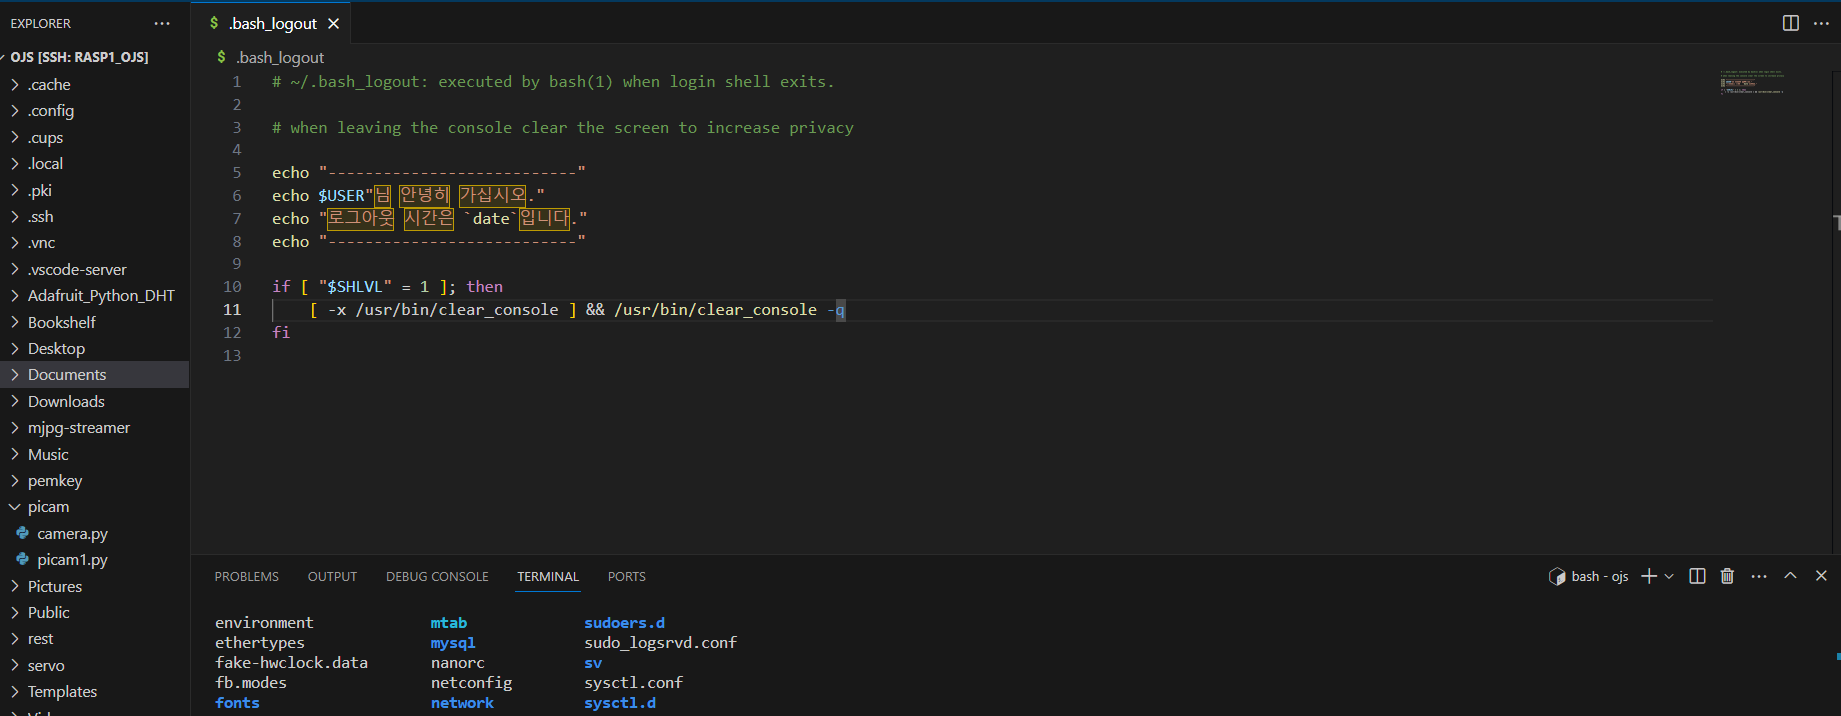 EXPLORER
OJS [SSH: RASP1_OJS]
.cache
.config
.cups
.local
.pki
.ssh
.vnc
.vscode-server
Adafruit_Python_DHT
Bookshelf
Desktop
Documents
Downloads
mjpg-streamer
Music
pemkey
picam
camera.py
picam1.py
Pictures
Public
rest
servo
Templates
$ .bash_logout
$ .bash_logout
1 # ~/.bash_logout: executed by bash(1) when login shell exits.
2
3 # when leaving the console clear the screen to increase privacy
4
5 echo "---------------------------"
6 echo $USER"님 안녕히 가십시오."
7 echo "로그아웃 시간은 `date`입니다."
8 echo "---------------------------"
9
10 if [ "$SHLVL" = 1 ]; then
11     [ -x /usr/bin/clear_console ] && /usr/bin/clear_console -q
12 fi
13
PROBLEMS OUTPUT DEBUG CONSOLE TERMINAL PORTS
bash - ojs
environment mtab sudoers.d
ethertypes mysql sudo_logsrvd.conf
fake-hwclock.data nanorc sv
fb.modes netconfig sysctl.conf
fonts network sysctl.d